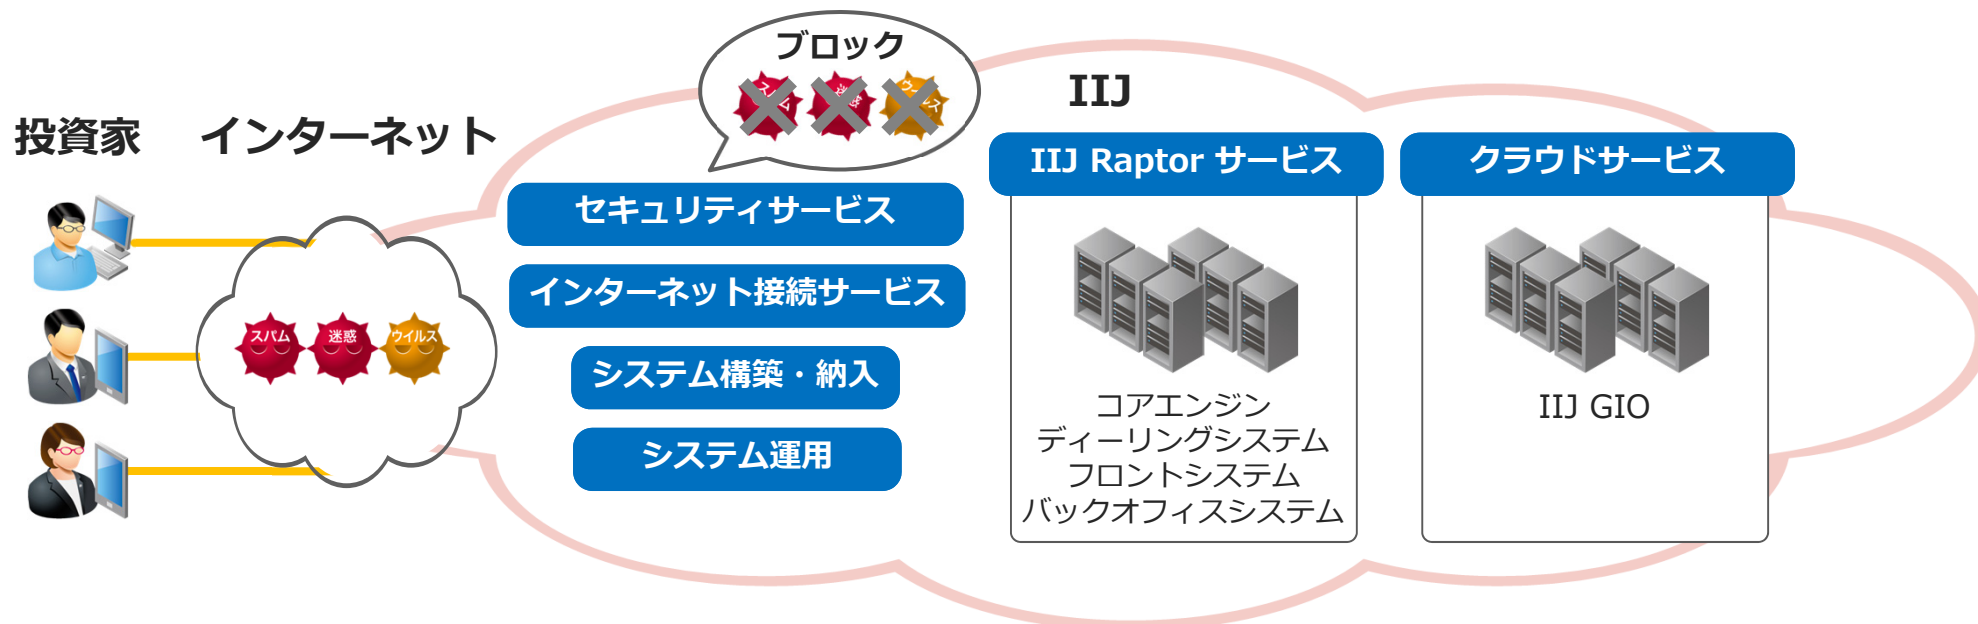 投資家
インターネット
スパム
迷惑
ウイルス
ブロック
スパム
迷惑
ウイルス
セキュリティサービス
インターネット接続サービス
システム構築・納入
システム運用
IIJ
IIJ Raptor サービス
コアエンジン
ディーリングシステム
フロントシステム
バックオフィスシステム
クラウドサービス
IIJ GIO